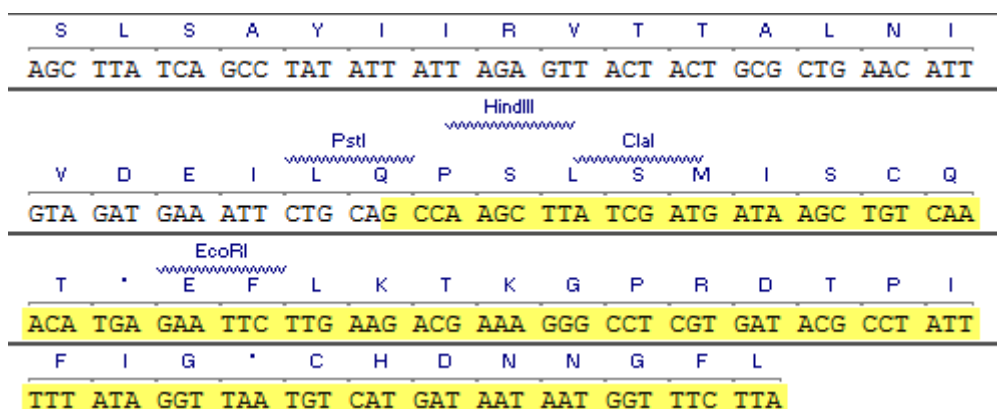 S L S A Y I I R V T T A L N I
AGC TTA TCA GCC TAT ATT ATT AGA GTT ACT ACT GCG CTG AAC ATT
HindIII
PstI ClaI
V D E I L Q P S L S M I S C Q
GTA GAT GAA ATT CTG CAG CCA AGC TTA TCG ATG ATA AGC TGT CAA
EcoRI
T * E F L K T K G P R D T P I
ACA TGA GAA TTC TTG AAG ACG AAA GGG CCT CGT GAT ACG CCT ATT
F I G * C H D N N G F L
TTT ATA GGT TAA TGT CAT GAT AAT AAT GGT TTC TTA